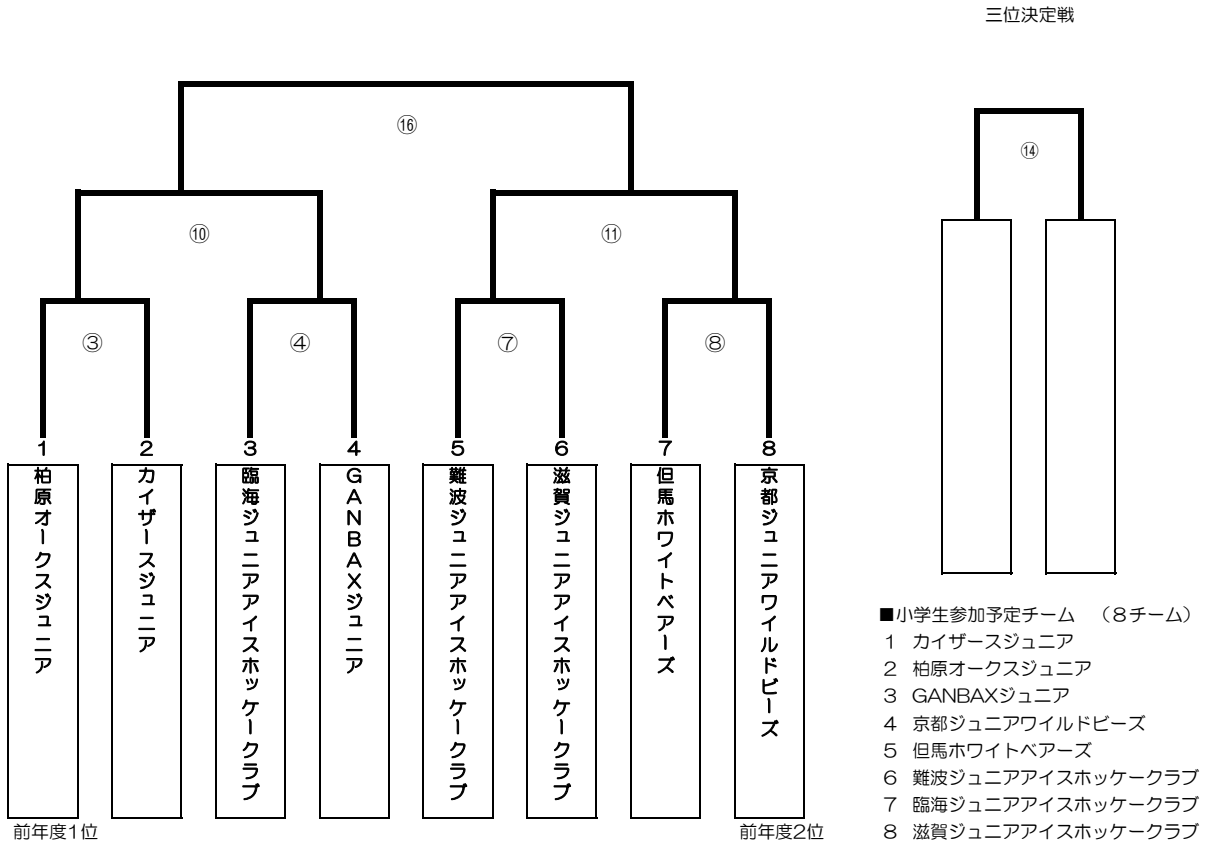 三位決定戦
⑯
⑭
⑩
⑪
③
④
⑦
⑧
1
2
3
4
5
6
7
8
柏原オークスジュニア
カイザースジュニア
臨海ジュニアアイスホッケークラブ
GANBAXジュニア
難波ジュニアアイスホッケークラブ
滋賀ジュニアアイスホッケークラブ
但馬ホワイトベアーズ
京都ジュニアワイルドビーズ
前年度1位
前年度2位
■小学生参加予定チーム （8チーム）
1 カイザースジュニア
2 柏原オークスジュニア
3 GANBAXジュニア
4 京都ジュニアワイルドビーズ
5 但馬ホワイトベアーズ
6 難波ジュニアアイスホッケークラブ
7 臨海ジュニアアイスホッケークラブ
8 滋賀ジュニアアイスホッケークラブ